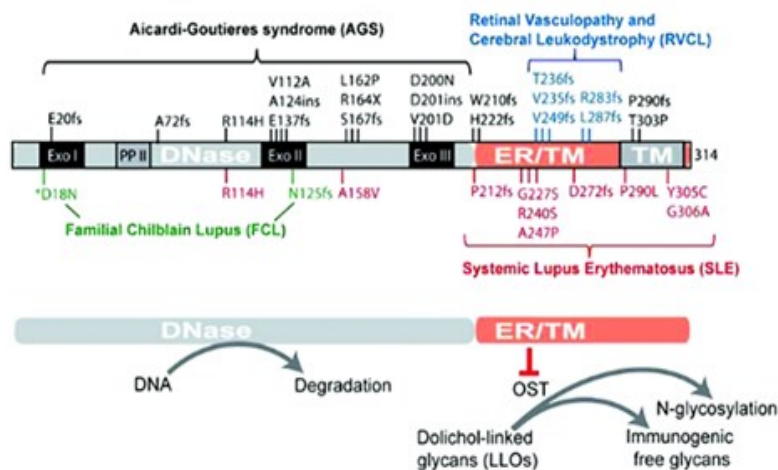 Aicardi-Goutieres syndrome (AGS)
Retinal Vasculopathy and
Cerebral Leukodystrophy (RVCL)
E20fs
A72fs
R114H
V112A
A124ins
E137fs
L162P
R164X
S167fs
D200N
D201ins
V201D
W210fs
H222fs
T236fs
V235fs
V249fs
R283fs
L287fs
P290fs
T303P
Exo I
PP II
DNase
Exo II
Exo III
ER/TM
TM
314
*D18N
R114H
N125fs
A158V
P212fs
G227S
R240S
A247P
D272fs
P290L
Y305C
G306A
Familial Chilblain Lupus (FCL)
Systemic Lupus Erythematosus (SLE)
DNase
ER/TM
DNA
Degradation
OST
N-glycosylation
Dolichol-linked
glycans (LLOs)
Immunogenic
free glycans